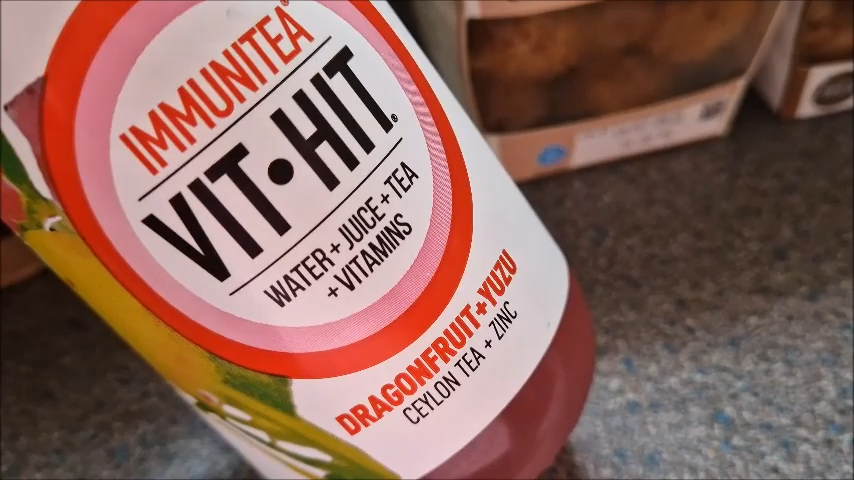 IMMUNITEA®
VIT•HIT®
WATER + JUICE + TEA
+ VITAMINS
DRAGONFRUIT + YUZU
CEYLON TEA + ZINC